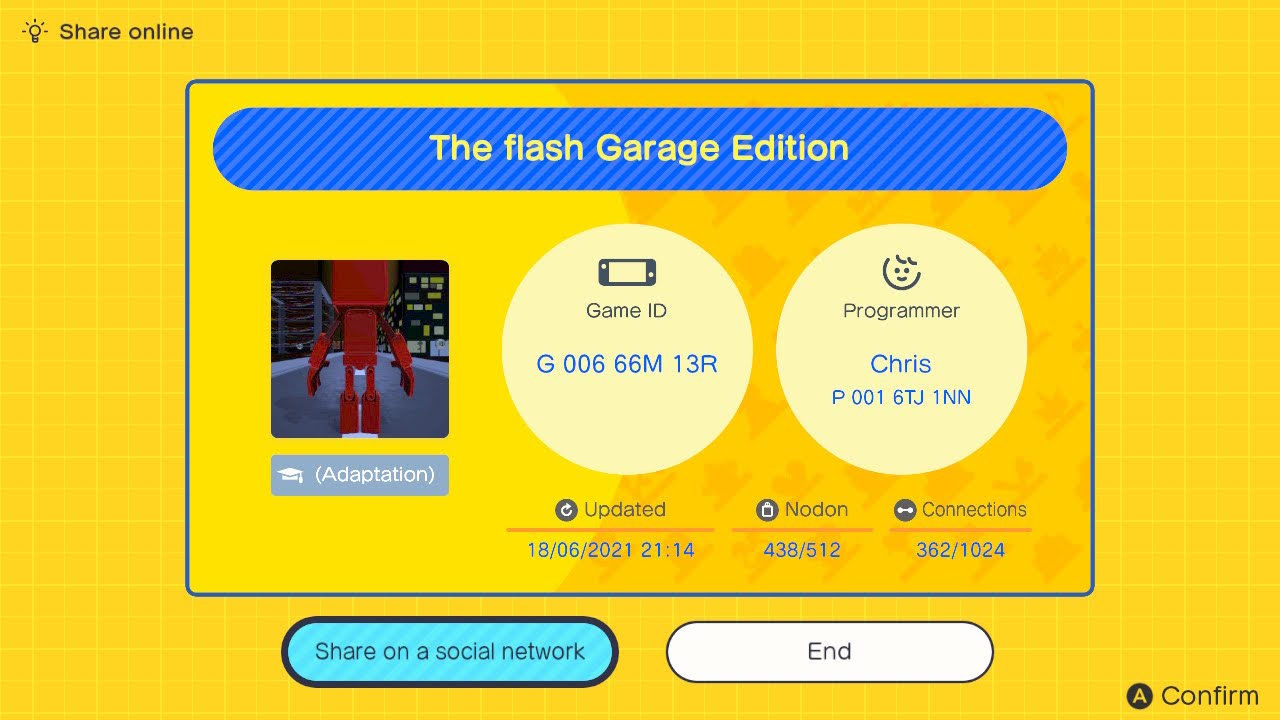 Share online
The flash Garage Edition
Game ID
G 006 66M 13R
Programmer
Chris
P 001 6TJ 1NN
(Adaptation)
Updated
18/06/2021 21:14
Nodon
438/512
Connections
362/1024
Share on a social network
End
A Confirm